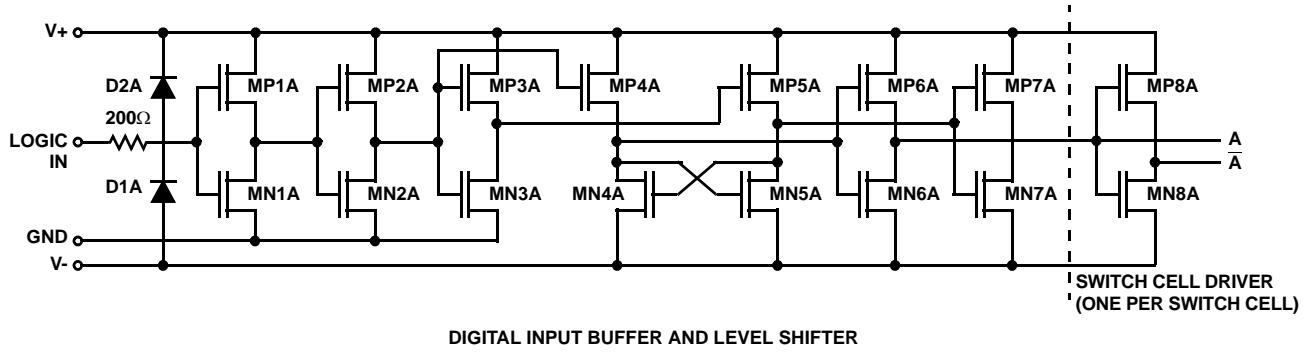 V+
D2A
MP1A
MP2A
MP3A
MP4A
MP5A
MP6A
MP7A
MP8A
200Ω
LOGIC
IN
A
A̅
D1A
MN1A
MN2A
MN3A
MN4A
MN5A
MN6A
MN7A
MN8A
GND
V-
SWITCH CELL DRIVER
(ONE PER SWITCH CELL)
DIGITAL INPUT BUFFER AND LEVEL SHIFTER